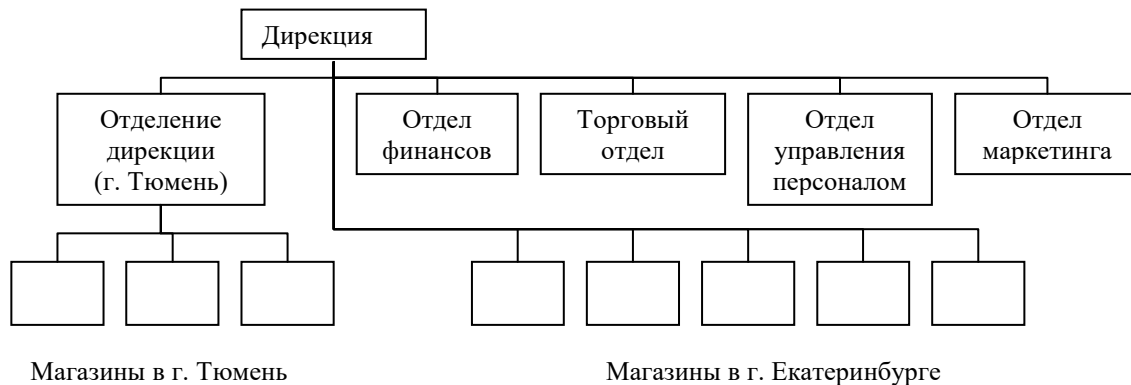 Дирекция
Отделение
дирекции
(г. Тюмень)
Отдел
финансов
Торговый
отдел
Отдел
управления
персоналом
Отдел
маркетинга
Магазины в г. Тюмень
Магазины в г. Екатеринбурге